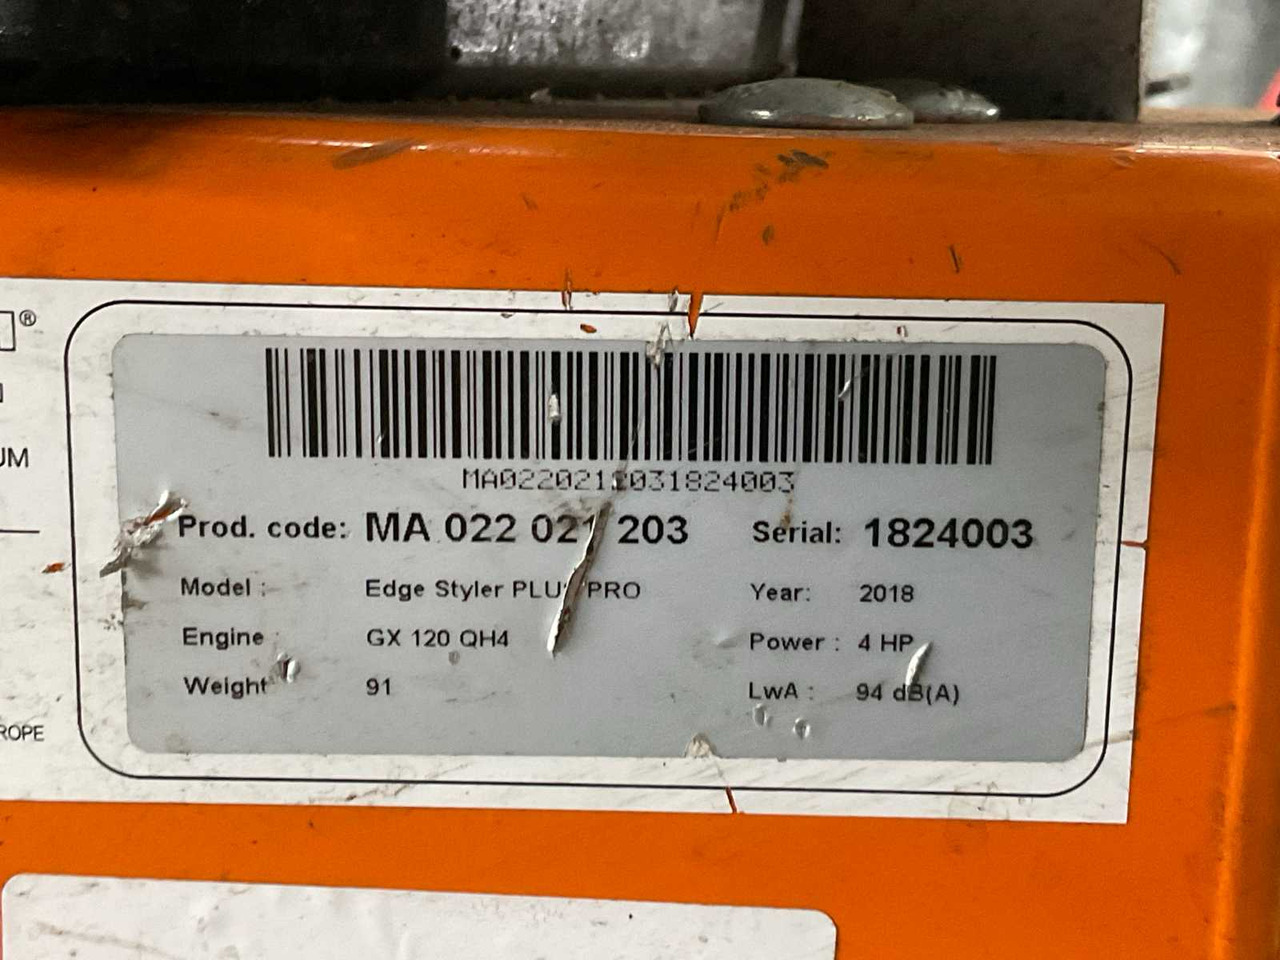 ®
UM
ROPE
MA0220212031824003
Prod. code: MA 022 021 203 Serial: 1824003
Model : Edge Styler PLUS PRO Year: 2018
Engine : GX 120 QH4 Power : 4 HP
Weight 91 LwA : 94 dB(A)